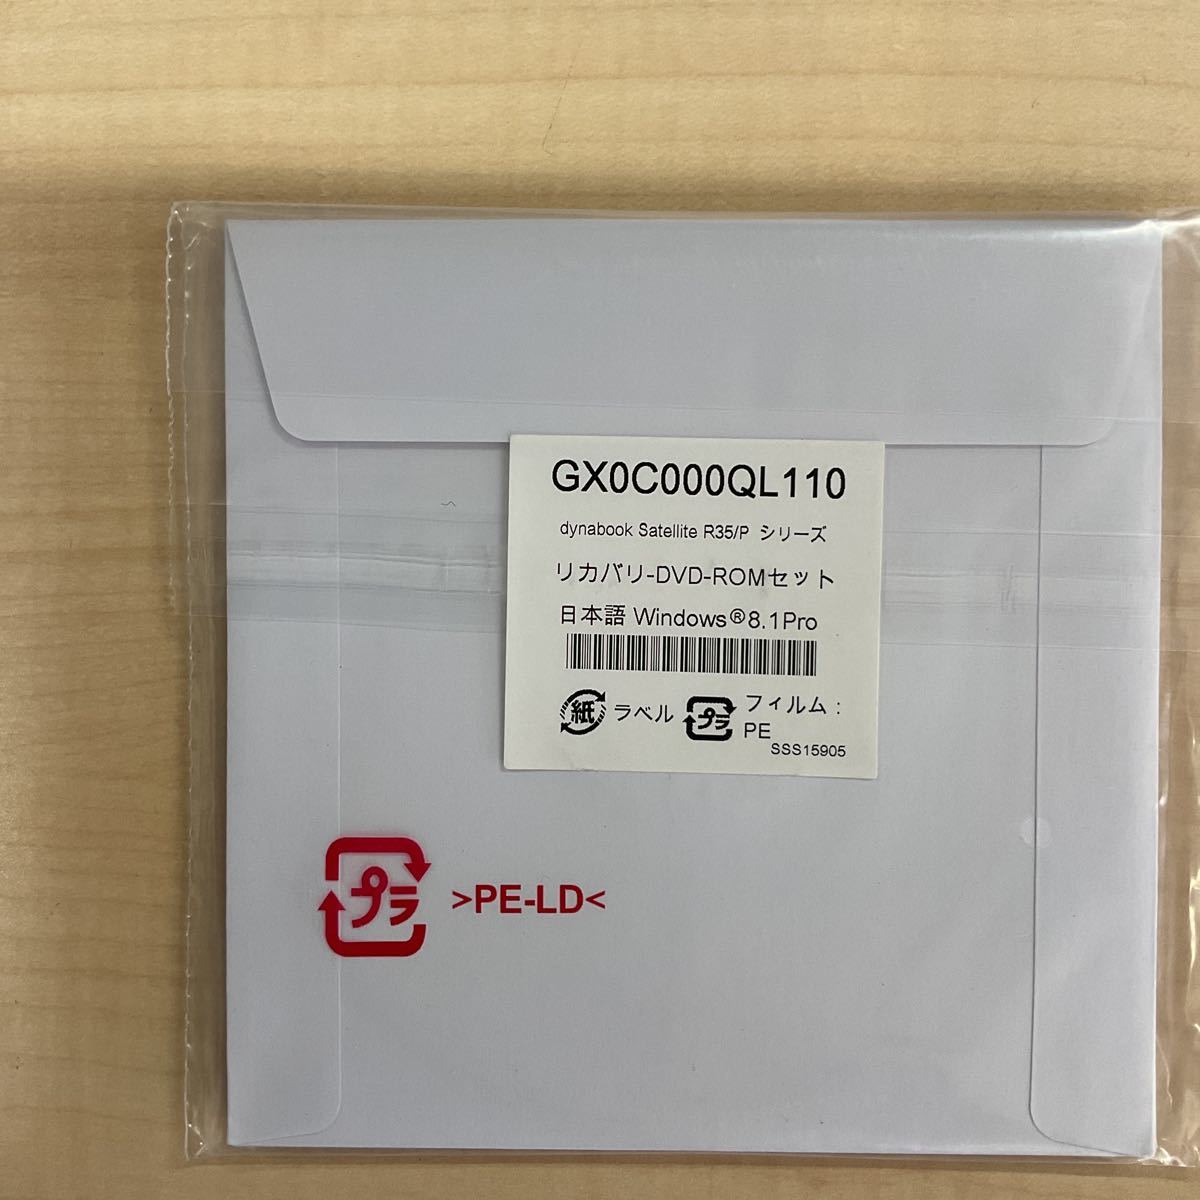 GX0C000QL110
dynabook Satellite R35/P シリーズ
リカバリ-DVD-ROMセット
日本語 Windows®8.1Pro
紙 ラベル プラ フィルム：
PE
SSS15905
プラ >PE-LD<